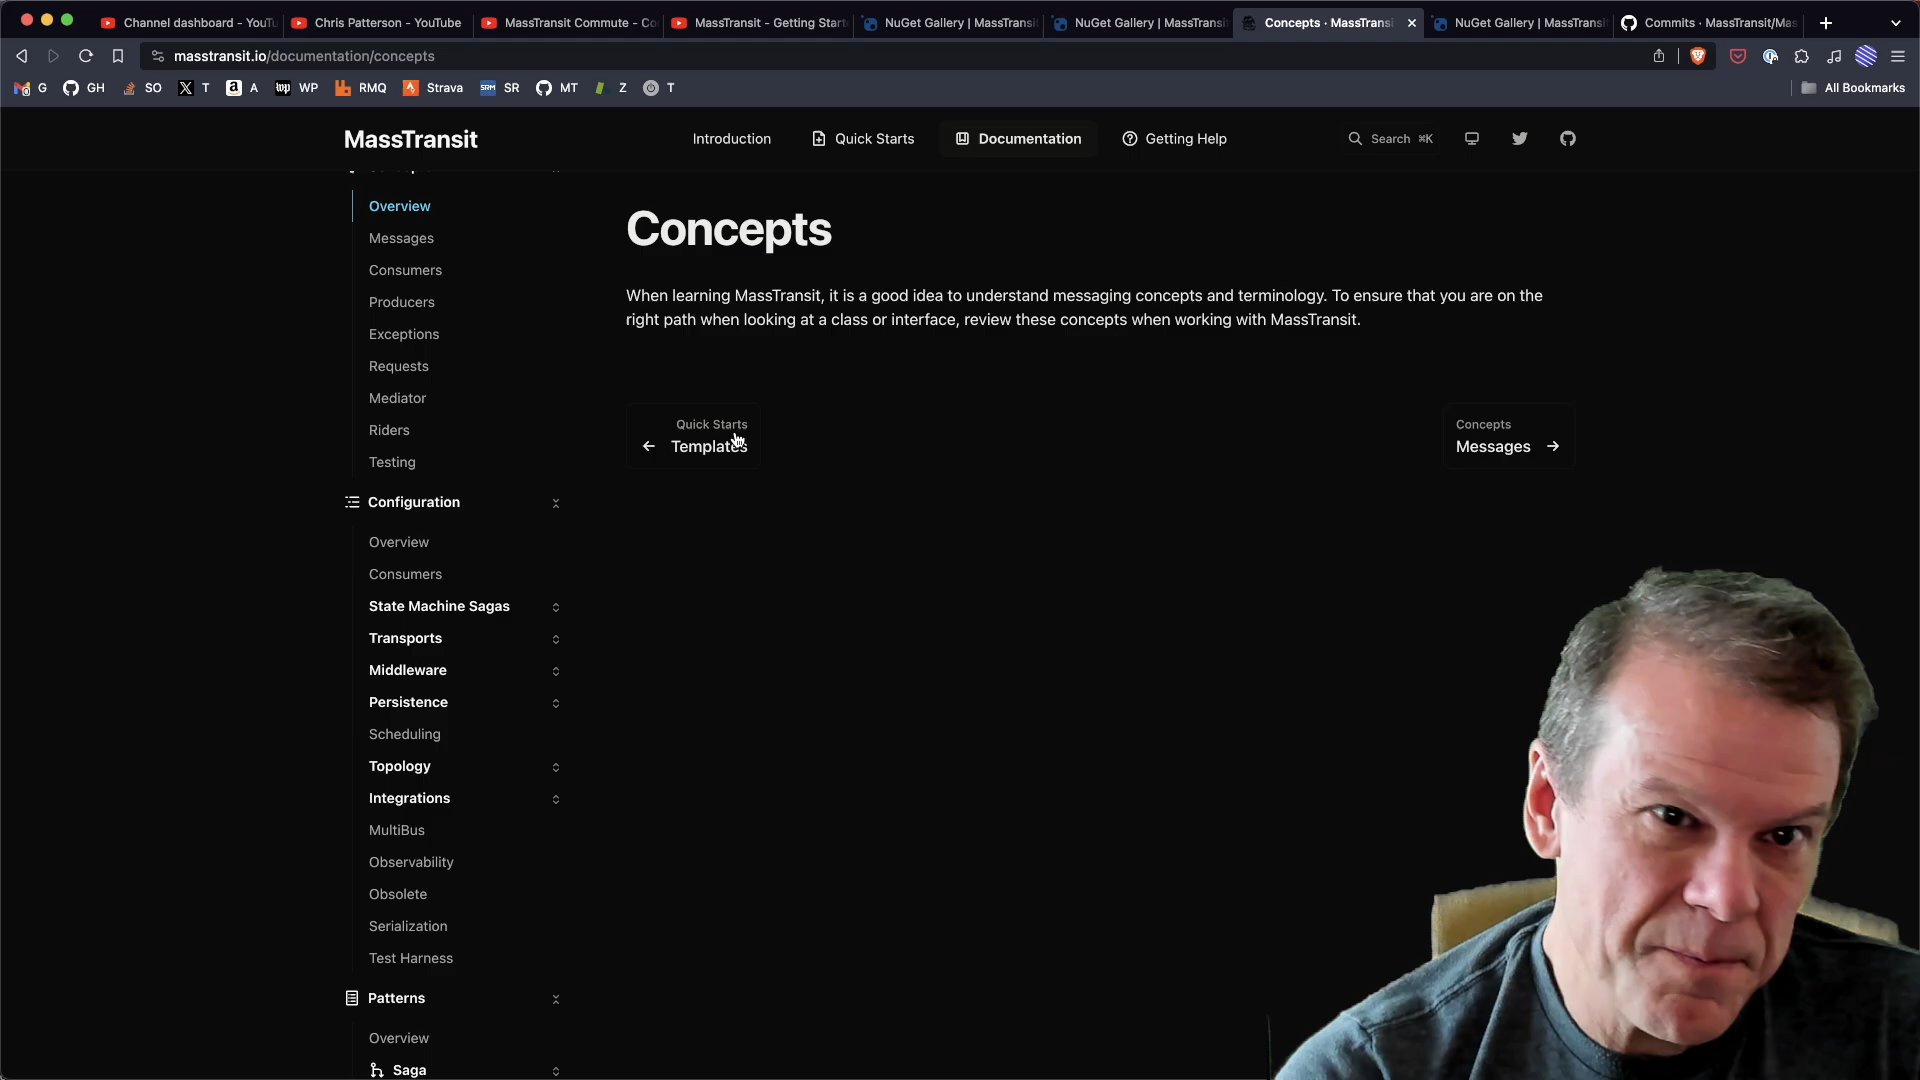 Channel dashboard - YouTu
Chris Patterson - YouTube
MassTransit Commute - Co
MassTransit - Getting Start
NuGet Gallery | MassTransit
NuGet Gallery | MassTransit
Concepts · MassTransi
NuGet Gallery | MassTransit
Commits · MassTransit/Mas
masstransit.io/documentation/concepts
G
GH
SO
T
A
WP
RMQ
Strava
SR
MT
Z
T
All Bookmarks
MassTransit
Introduction
Quick Starts
Documentation
Getting Help
Search ⌘K
Overview
Messages
Consumers
Producers
Exceptions
Requests
Mediator
Riders
Testing
Configuration
Overview
Consumers
State Machine Sagas
Transports
Middleware
Persistence
Scheduling
Topology
Integrations
MultiBus
Observability
Obsolete
Serialization
Test Harness
Patterns
Overview
Saga
Concepts
When learning MassTransit, it is a good idea to understand messaging concepts and terminology. To ensure that you are on the
right path when looking at a class or interface, review these concepts when working with MassTransit.
Quick Starts
Templates
Concepts
Messages